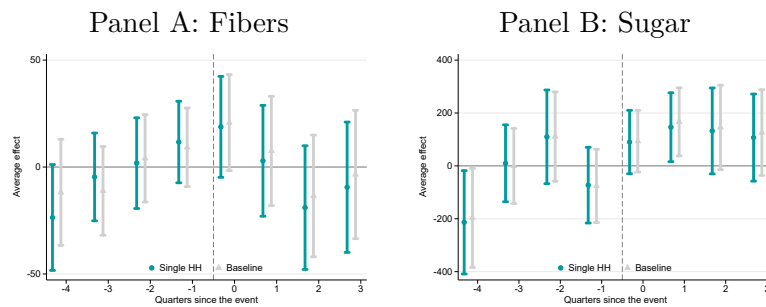 Panel A: Fibers
50
0
-50
Average effect
Single HH
Baseline
-4 -3 -2 -1 0 1 2 3
Quarters since the event
Panel B: Sugar
400
200
0
-200
-400
Average effect
Single HH
Baseline
-4 -3 -2 -1 0 1 2 3
Quarters since the event